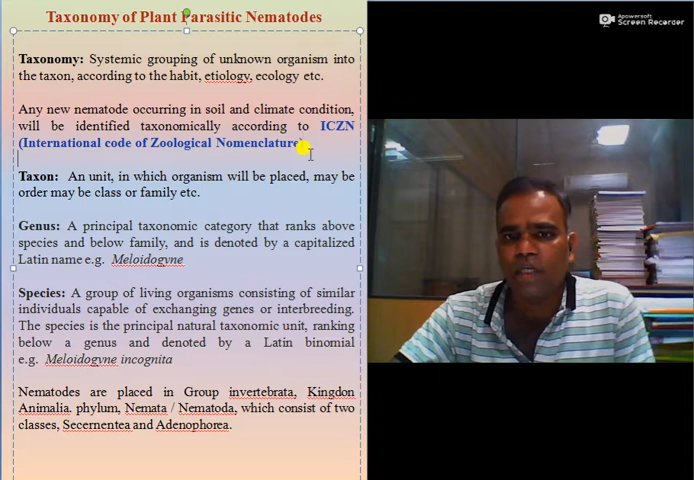 Taxonomy of Plant Parasitic Nematodes
Apowersoft
Screen Recorder
Taxonomy: Systemic grouping of unknown organism into
the taxon, according to the habit, etiology, ecology etc.
Any new nematode occurring in soil and climate condition,
will be identified taxonomically according to ICZN
(International code of Zoological Nomenclature)
Taxon: An unit, in which organism will be placed, may be
order may be class or family etc.
Genus: A principal taxonomic category that ranks above
species and below family, and is denoted by a capitalized
Latin name e.g. Meloidogyne
Species: A group of living organisms consisting of similar
individuals capable of exchanging genes or interbreeding.
The species is the principal natural taxonomic unit, ranking
below a genus and denoted by a Latin binomial
e.g. Meloidogyne incognita
Nematodes are placed in Group invertebrata, Kingdon
Animalia. phylum, Nemata / Nematoda, which consist of two
classes, Secernentea and Adenophorea.